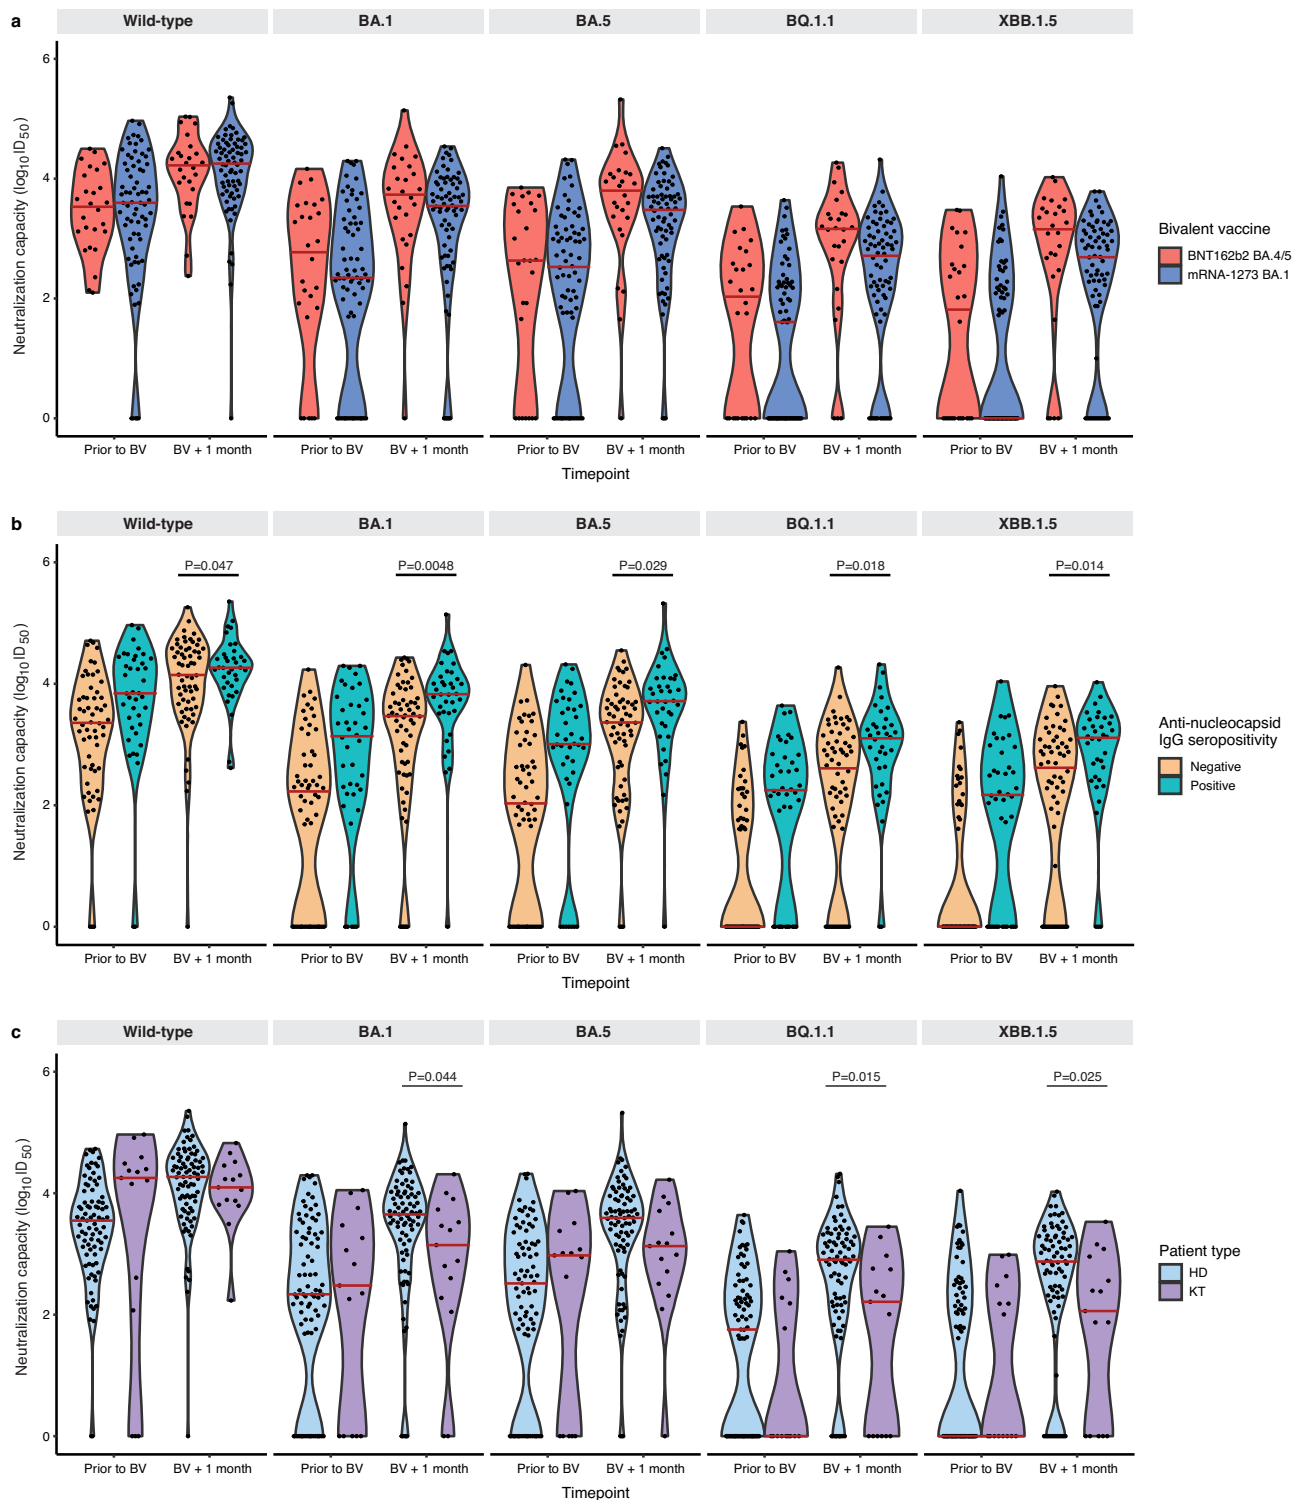 a
Wild-type BA.1 BA.5 BQ.1.1 XBB.1.5
Neutralization capacity (log10ID50)
6
4
2
0
Prior to BV BV + 1 month Prior to BV BV + 1 month Prior to BV BV + 1 month Prior to BV BV + 1 month Prior to BV BV + 1 month
Timepoint
Bivalent vaccine
BNT162b2 BA.4/5
mRNA-1273 BA.1
b
Wild-type BA.1 BA.5 BQ.1.1 XBB.1.5
Neutralization capacity (log10ID50)
6
4
2
0
P=0.047 P=0.0048 P=0.029 P=0.018 P=0.014
Prior to BV BV + 1 month Prior to BV BV + 1 month Prior to BV BV + 1 month Prior to BV BV + 1 month Prior to BV BV + 1 month
Timepoint
Anti-nucleocapsid
IgG seropositivity
Negative
Positive
c
Wild-type BA.1 BA.5 BQ.1.1 XBB.1.5
Neutralization capacity (log10ID50)
6
4
2
0
P=0.044 P=0.015 P=0.025
Prior to BV BV + 1 month Prior to BV BV + 1 month Prior to BV BV + 1 month Prior to BV BV + 1 month Prior to BV BV + 1 month
Timepoint
Patient type
HD
KT